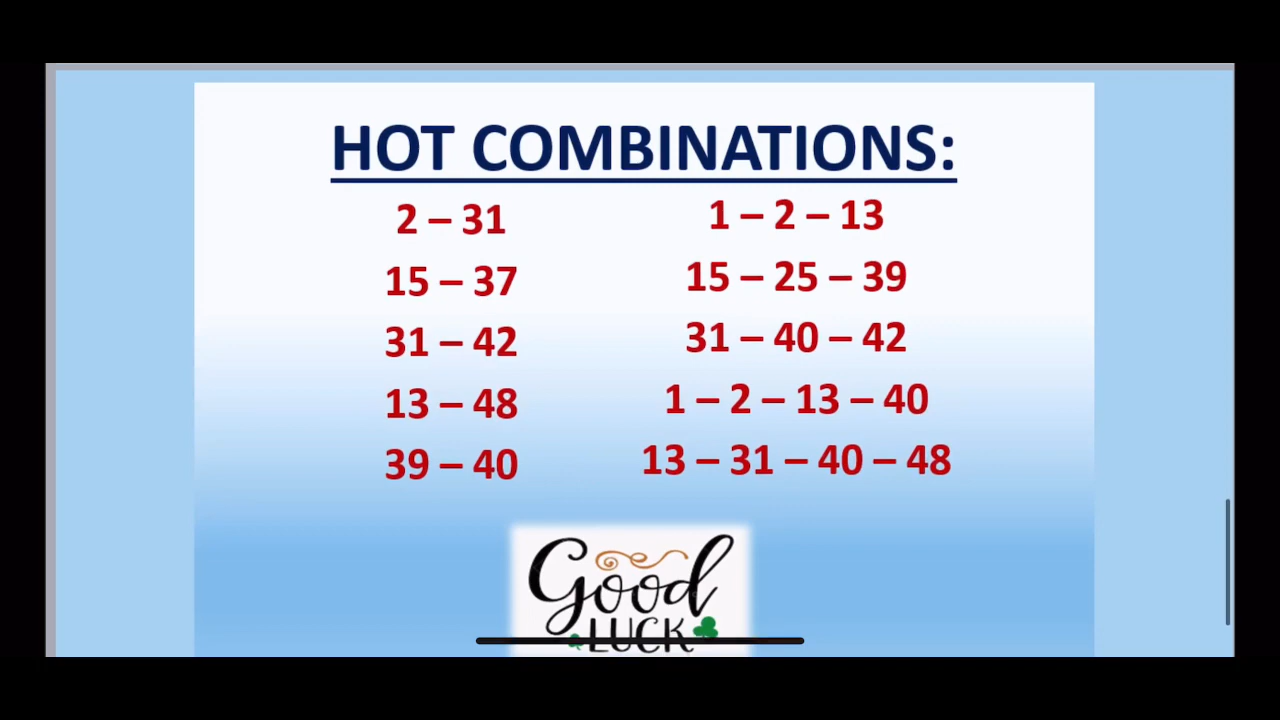 HOT COMBINATIONS:
2 – 31
15 – 37
31 – 42
13 – 48
39 – 40
1 – 2 – 13
15 – 25 – 39
31 – 40 – 42
1 – 2 – 13 – 40
13 – 31 – 40 – 48
Good
LUCK